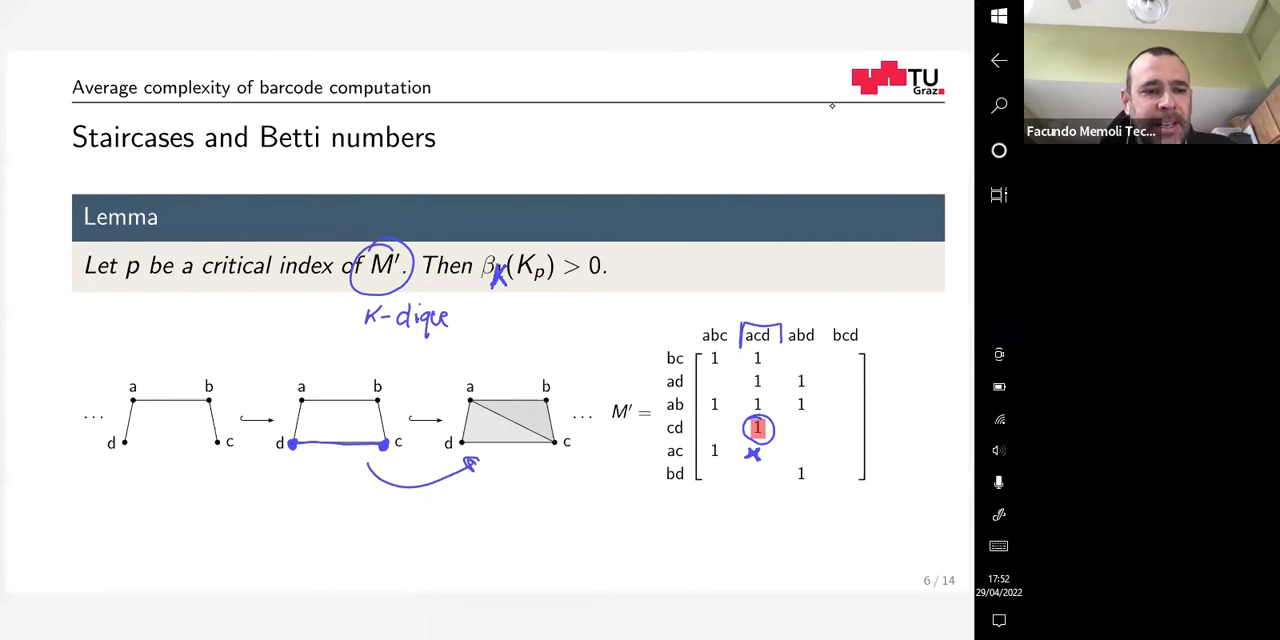 Average complexity of barcode computation
TU
Graz
Staircases and Betti numbers
Lemma
Let p be a critical index of M′. Then βK(Kp) > 0.
K-dique
abc acd abd bcd
bc 1 1
ad 1 1
ab 1 1 1
cd 1
ac 1
bd 1
M′ =
a b a b a b
... ...
d c d c d c
6 / 14
Facundo Memoli Tec...
17:52
29/04/2022